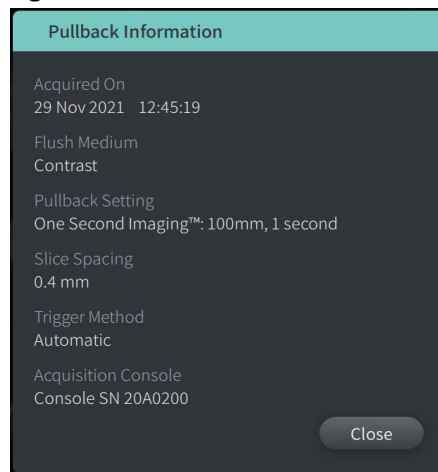 Pullback Information
Acquired On
29 Nov 2021 12:45:19
Flush Medium
Contrast
Pullback Setting
One Second Imaging™: 100mm, 1 second
Slice Spacing
0.4 mm
Trigger Method
Automatic
Acquisition Console
Console SN 20A0200
Close